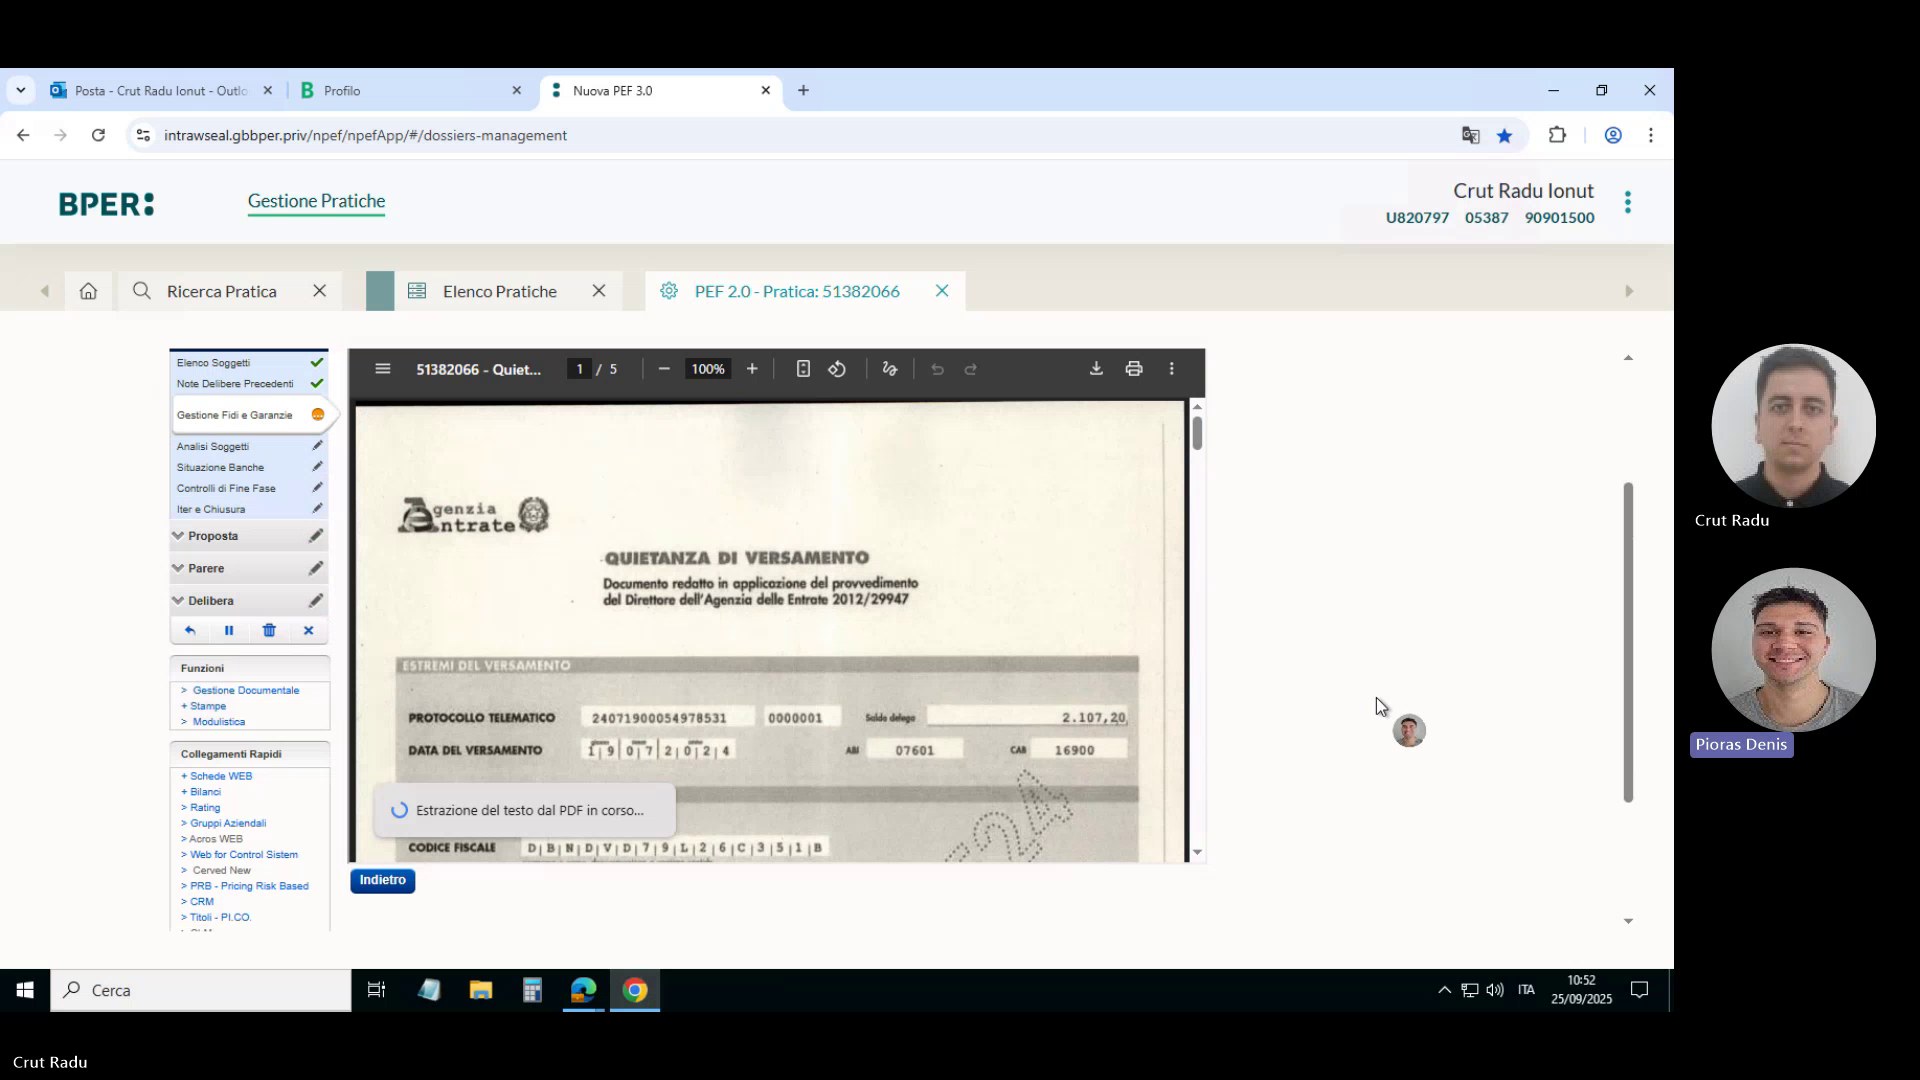 Posta - Crut Radu Ionut - Outlo
Profilo
Nuova PEF 3.0
intrawseal.gbbper.priv/npef/npefApp/#/dossiers-management
BPER:
Gestione Pratiche
Crut Radu Ionut
U820797 05387 90901500
Ricerca Pratica
Elenco Pratiche
PEF 2.0 - Pratica: 51382066
Elenco Soggetti
Note Delibere Precedenti
Gestione Fidi e Garanzie
Analisi Soggetti
Situazione Banche
Controlli di Fine Fase
Iter e Chiusura
Proposta
Parere
Delibera
Funzioni
> Gestione Documentale
+ Stampe
> Modulistica
Collegamenti Rapidi
+ Schede WEB
+ Bilanci
> Rating
> Gruppi Aziendali
> Acros WEB
> Web for Control Sistem
> Cerved New
> PRB - Pricing Risk Based
> CRM
> Titoli - PI.CO.
51382066 - Quiet...
1 / 5
100%
Agenzia
Entrate
QUIETANZA DI VERSAMENTO
Documento redatto in applicazione del provvedimento
del Direttore dell'Agenzia delle Entrate 2012/29947
ESTREMI DEL VERSAMENTO
PROTOCOLLO TELEMATICO 24071900054978531 0000001 Saldo delega 2.107,20
DATA DEL VERSAMENTO 19|07|2|0|2|4 ABI 07601 CAB 16900
Estrazione del testo dal PDF in corso...
CODICE FISCALE D|B|N|D|V|D|7|9|L|2|6|C|3|5|1|B
Indietro
Crut Radu
Pioras Denis
Cerca
ITA
10:52
25/09/2025
Crut Radu